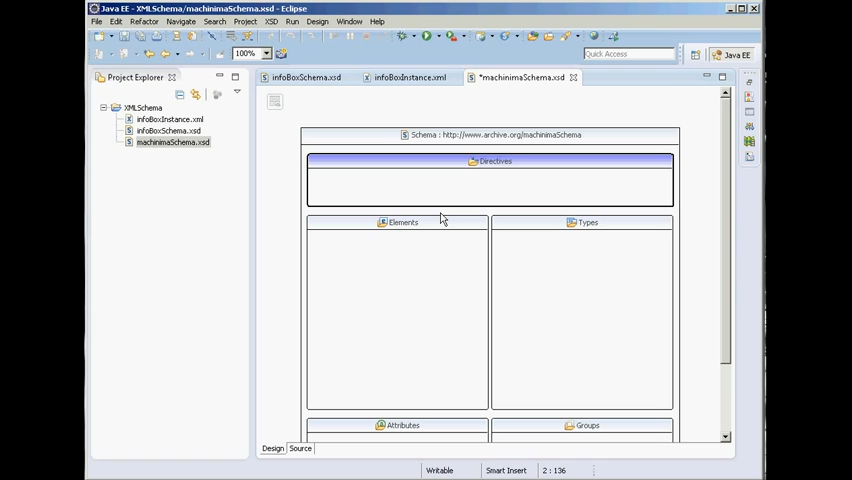 Java EE - XMLSchema/machinimaSchema.xsd - Eclipse
File Edit Refactor Navigate Search Project XSD Run Design Window Help
100%
Quick Access
Java EE
Project Explorer
infoBoxSchema.xsd
infoBoxInstance.xml
*machinimaSchema.xsd
XMLSchema
infoBoxInstance.xml
infoBoxSchema.xsd
machinimaSchema.xsd
Schema : http://www.archive.org/machinimaSchema
Directives
Elements
Types
Attributes
Groups
Design Source
Writable
Smart Insert
2 : 136